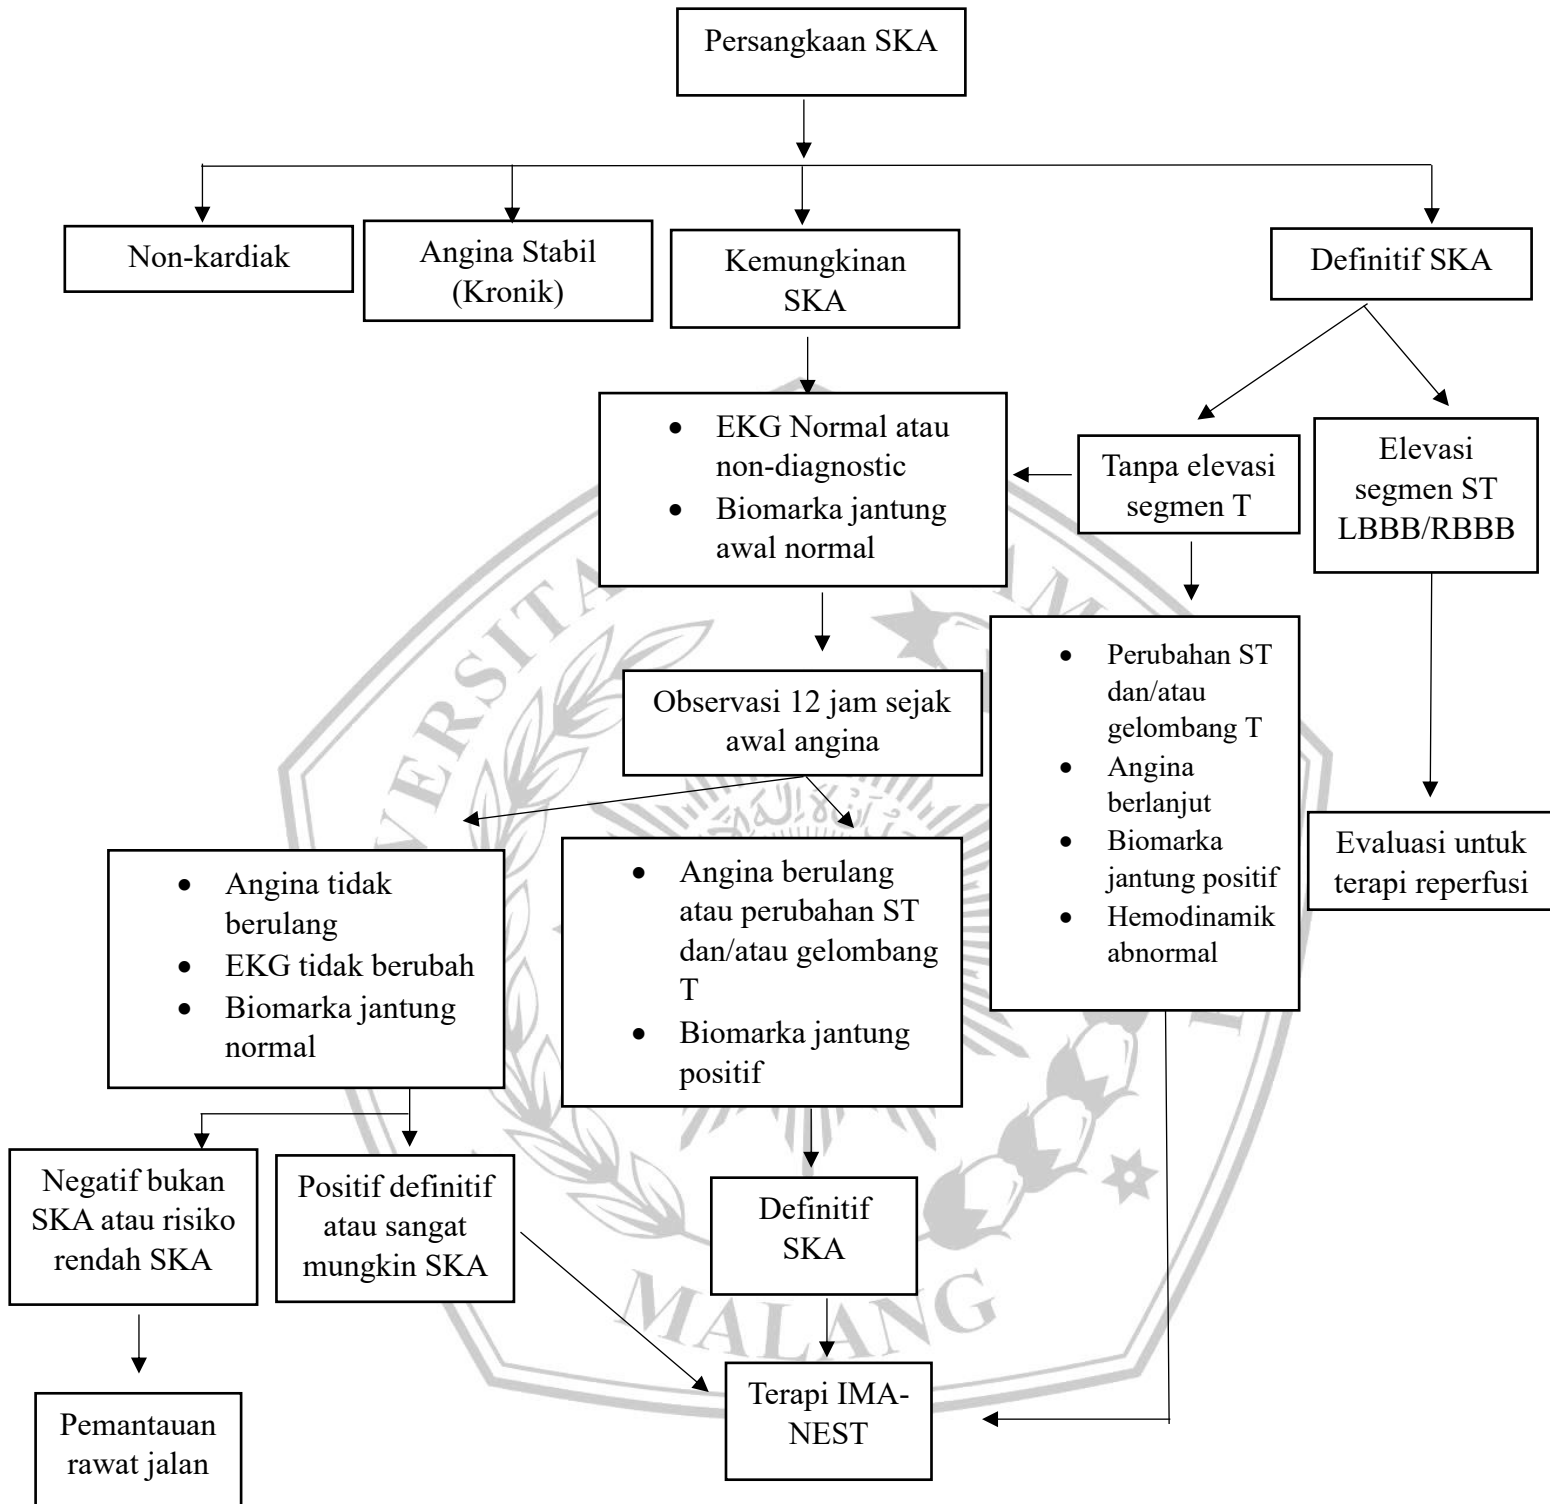 Persangkaan SKA
Non-kardiak
Angina Stabil
(Kronik)
Kemungkinan
SKA
Definitif SKA
• EKG Normal atau
non-diagnostic
• Biomarka jantung
awal normal
Tanpa elevasi
segmen T
Elevasi
segmen ST
LBBB/RBBB
Observasi 12 jam sejak
awal angina
• Perubahan ST
dan/atau
gelombang T
• Angina
berlanjut
• Biomarka
jantung positif
• Hemodinamik
abnormal
Evaluasi untuk
terapi reperfusi
• Angina tidak
berulang
• EKG tidak berubah
• Biomarka jantung
normal
• Angina berulang
atau perubahan ST
dan/atau gelombang
T
• Biomarka jantung
positif
Negatif bukan
SKA atau risiko
rendah SKA
Positif definitif
atau sangat
mungkin SKA
Definitif
SKA
Terapi IMA-
NEST
Pemantauan
rawat jalan
MALANG